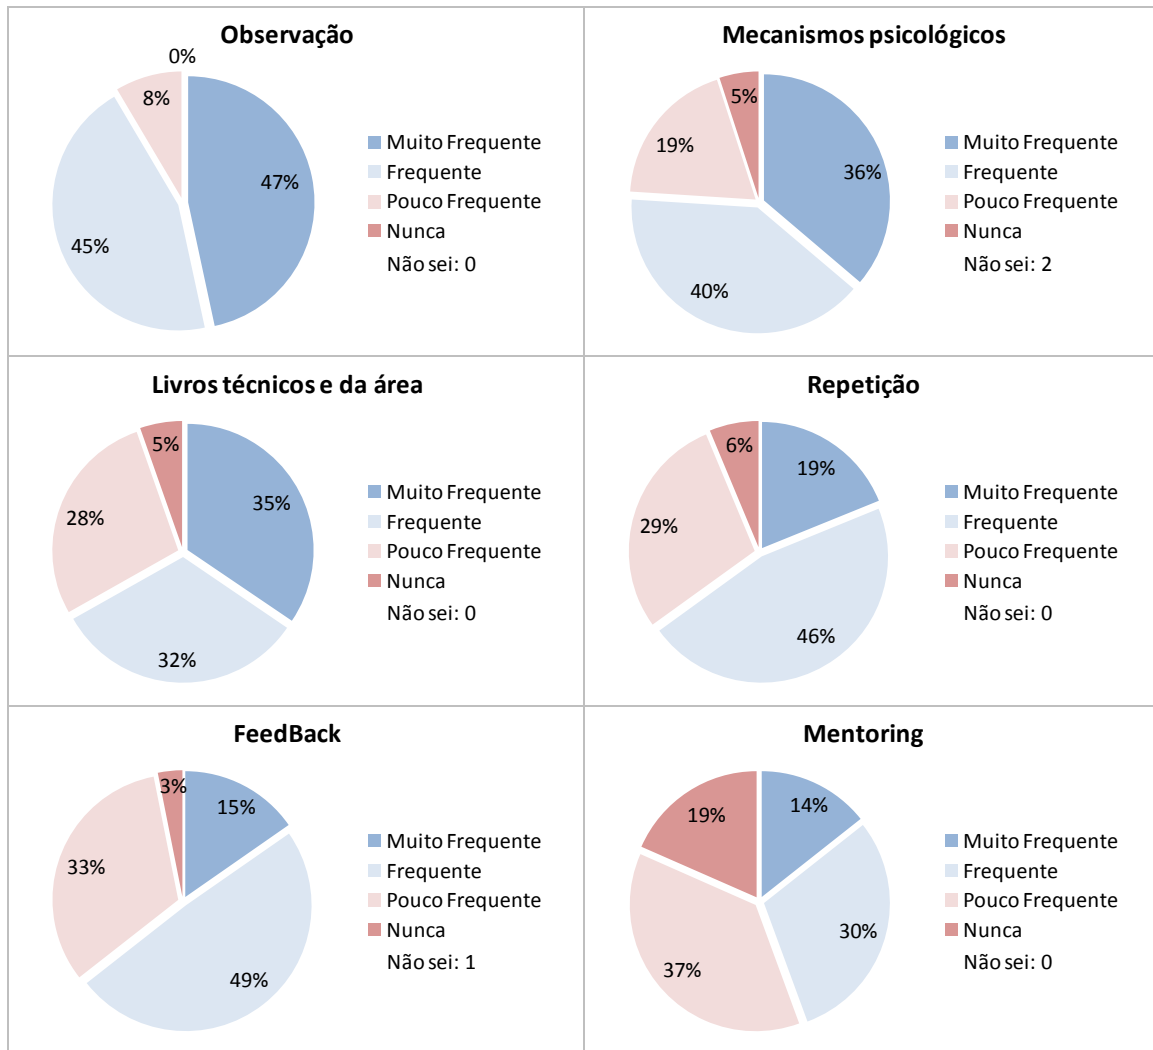 Observação
0%
8%
47%
45%
Muito Frequente
Frequente
Pouco Frequente
Nunca
Não sei: 0
Mecanismos psicológicos
5%
19%
36%
40%
Muito Frequente
Frequente
Pouco Frequente
Nunca
Não sei: 2
Livros técnicos e da área
5%
35%
28%
32%
Muito Frequente
Frequente
Pouco Frequente
Nunca
Não sei: 0
Repetição
6%
19%
29%
46%
Muito Frequente
Frequente
Pouco Frequente
Nunca
Não sei: 0
FeedBack
3%
15%
33%
49%
Muito Frequente
Frequente
Pouco Frequente
Nunca
Não sei: 1
Mentoring
19%
14%
30%
37%
Muito Frequente
Frequente
Pouco Frequente
Nunca
Não sei: 0